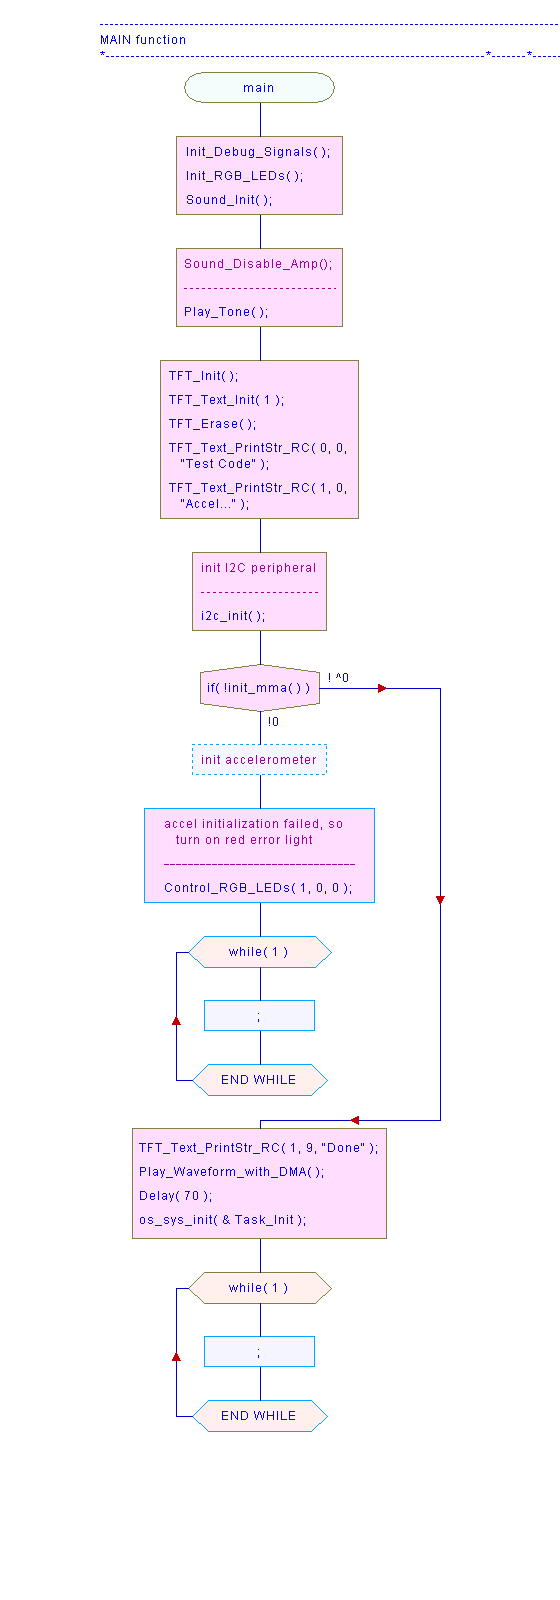 MAIN function
main
Init_Debug_Signals( );
Init_RGB_LEDs( );
Sound_Init( );
Sound_Disable_Amp();
Play_Tone( );
TFT_Init( );
TFT_Text_Init( 1 );
TFT_Erase( );
TFT_Text_PrintStr_RC( 0, 0,
"Test Code" );
TFT_Text_PrintStr_RC( 1, 0,
"Accel..." );
init I2C peripheral
i2c_init( );
if( !init_mma( ) )
! ^0
!0
init accelerometer
accel initialization failed, so
turn on red error light
Control_RGB_LEDs( 1, 0, 0 );
while( 1 )
;
END WHILE
TFT_Text_PrintStr_RC( 1, 9, "Done" );
Play_Waveform_with_DMA( );
Delay( 70 );
os_sys_init( & Task_Init );
while( 1 )
;
END WHILE